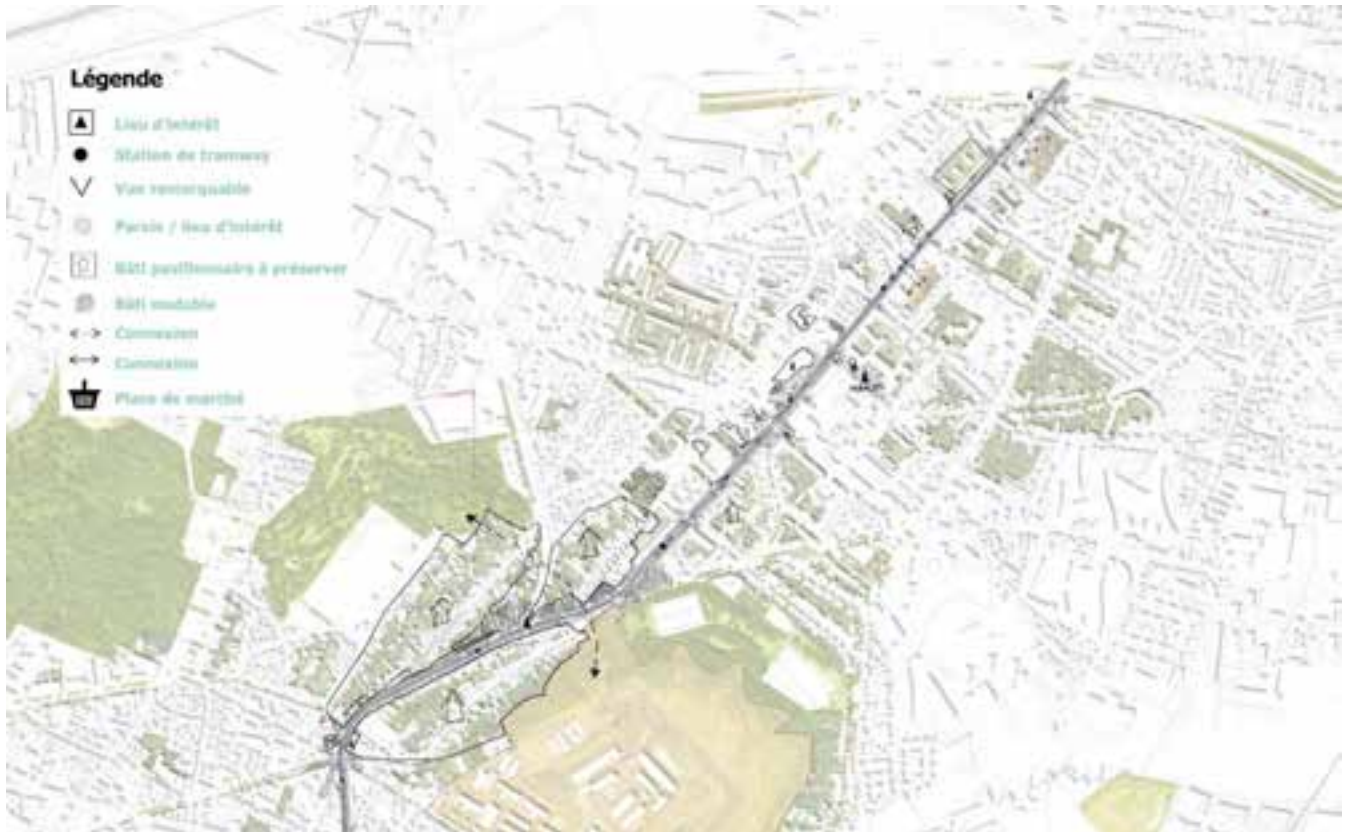 Légende
Lieu d'intérêt
Station de tramway
Vue remarquable
Parvis / lieu d'intérêt
Bâti pavillonnaire à préserver
Bâti mutable
Connexion
Connexion
Place de marché